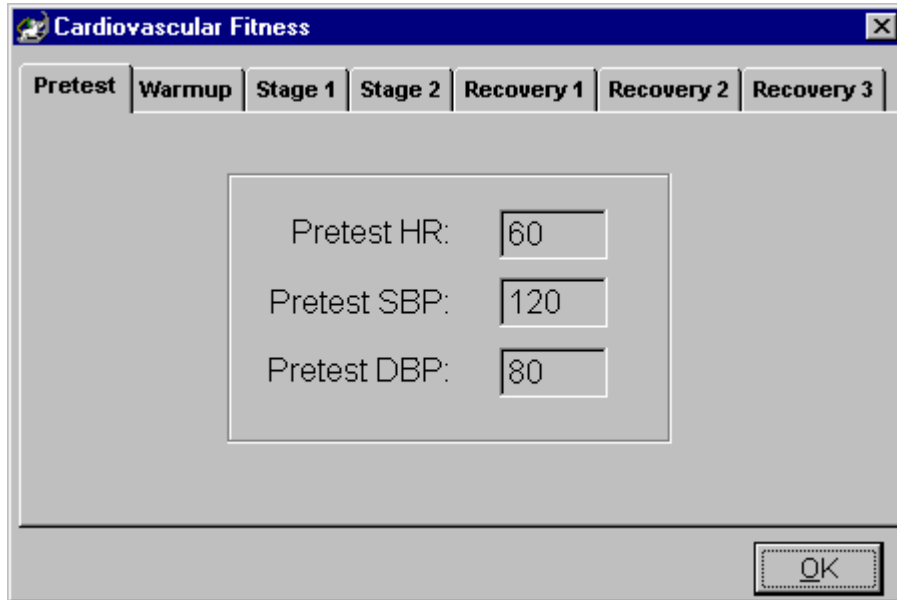 Cardiovascular Fitness
Pretest Warmup Stage 1 Stage 2 Recovery 1 Recovery 2 Recovery 3
Pretest HR: 60
Pretest SBP: 120
Pretest DBP: 80
OK